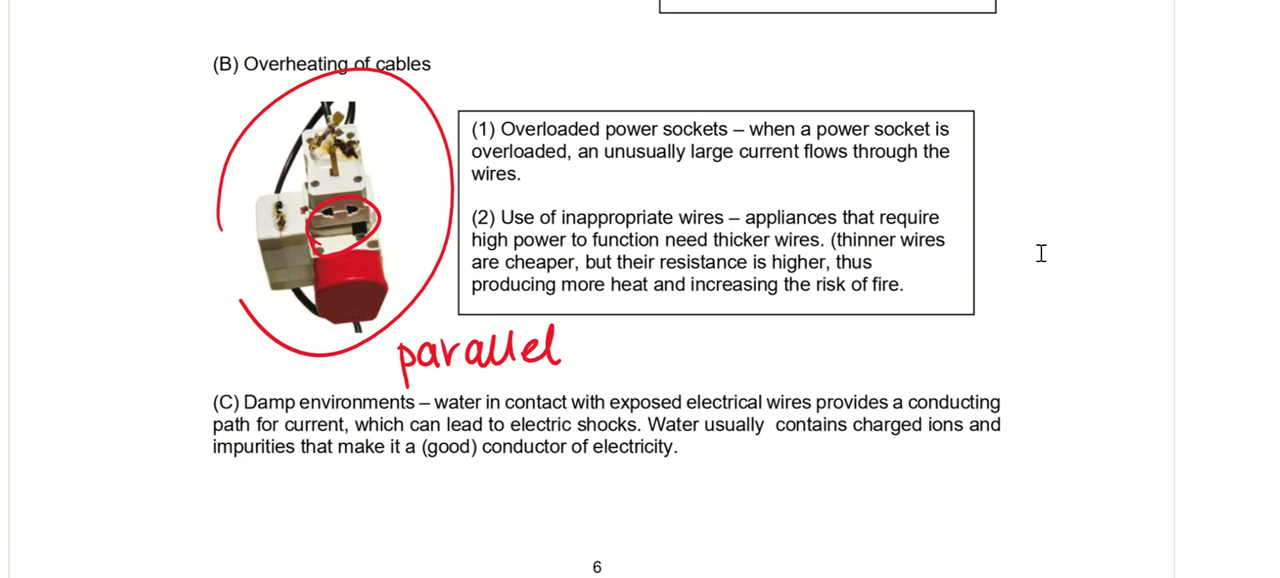 (B) Overheating of cables
(1) Overloaded power sockets – when a power socket is
overloaded, an unusually large current flows through the
wires.
(2) Use of inappropriate wires – appliances that require
high power to function need thicker wires. (thinner wires
are cheaper, but their resistance is higher, thus
producing more heat and increasing the risk of fire.
parallel
(C) Damp environments – water in contact with exposed electrical wires provides a conducting
path for current, which can lead to electric shocks. Water usually  contains charged ions and
impurities that make it a (good) conductor of electricity.
6